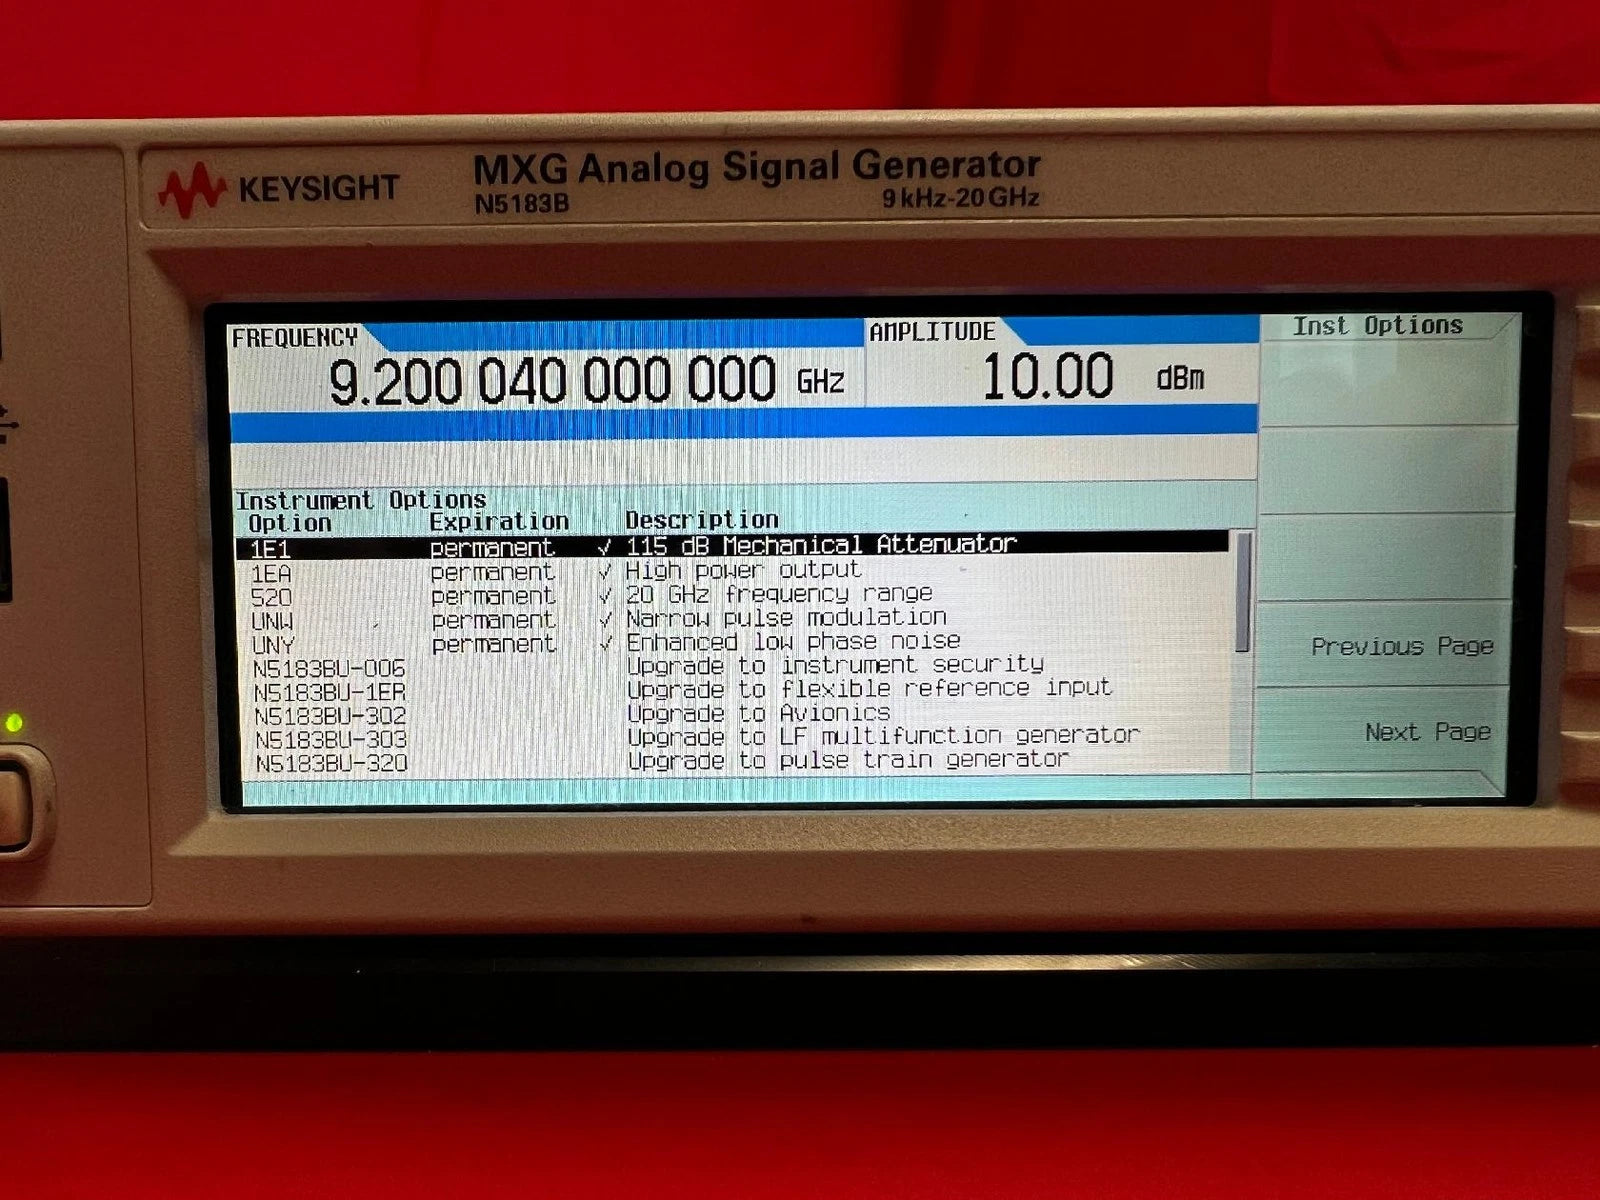 KEYSIGHT
MXG Analog Signal Generator
N5183B 9 kHz-20 GHz
FREQUENCY
9.200 040 000 000 GHz
AMPLITUDE
10.00 dBm
Inst Options
Instrument Options
Option Expiration Description
1E1 permanent ✓ 115 dB Mechanical Attenuator
1EA permanent ✓ High power output
520 permanent ✓ 20 GHz frequency range
UNW permanent ✓ Narrow pulse modulation
UNY permanent ✓ Enhanced low phase noise
N5183BU-006 Upgrade to instrument security
N5183BU-1ER Upgrade to flexible reference input
N5183BU-302 Upgrade to Avionics
N5183BU-303 Upgrade to LF multifunction generator
N5183BU-320 Upgrade to pulse train generator
Previous Page
Next Page